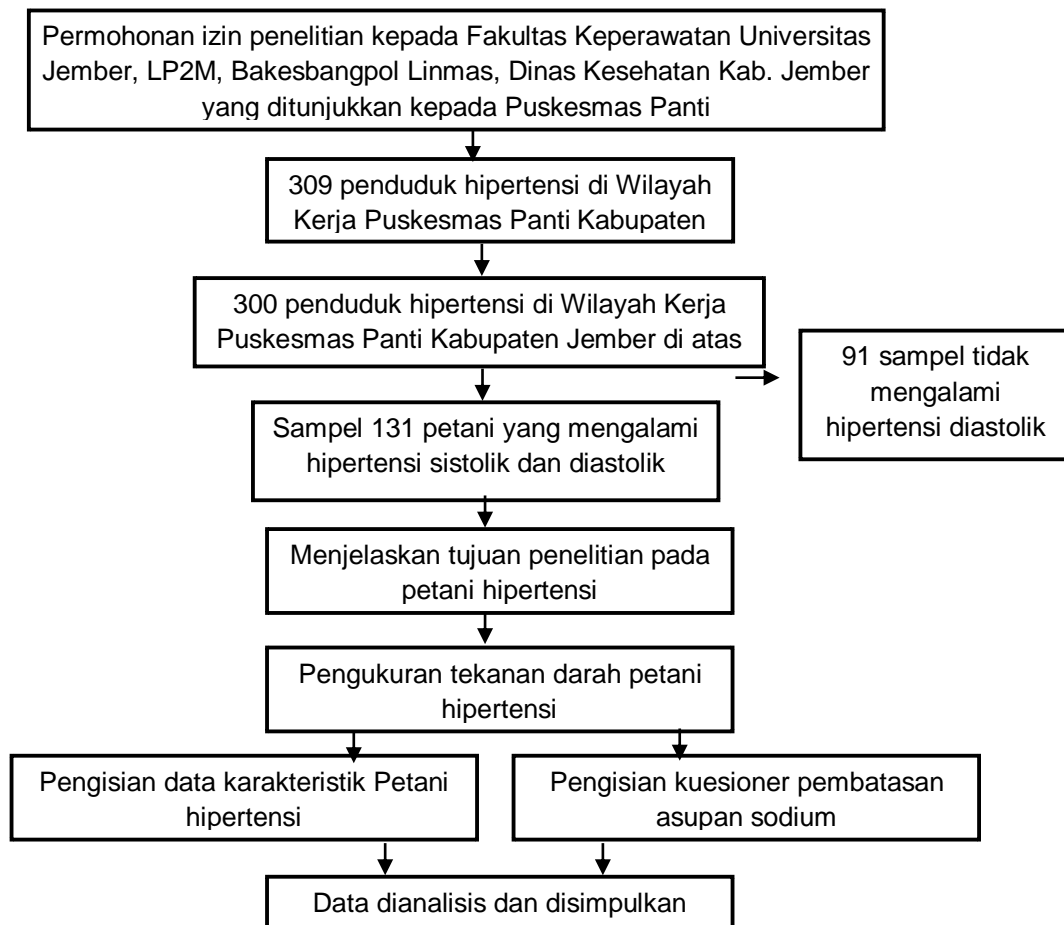 Permohonan izin penelitian kepada Fakultas Keperawatan Universitas
Jember, LP2M, Bakesbangpol Linmas, Dinas Kesehatan Kab. Jember
yang ditunjukkan kepada Puskesmas Panti
309 penduduk hipertensi di Wilayah
Kerja Puskesmas Panti Kabupaten
300 penduduk hipertensi di Wilayah Kerja
Puskesmas Panti Kabupaten Jember di atas
91 sampel tidak
mengalami
hipertensi diastolik
Sampel 131 petani yang mengalami
hipertensi sistolik dan diastolik
Menjelaskan tujuan penelitian pada
petani hipertensi
Pengukuran tekanan darah petani
hipertensi
Pengisian data karakteristik Petani
hipertensi
Pengisian kuesioner pembatasan
asupan sodium
Data dianalisis dan disimpulkan